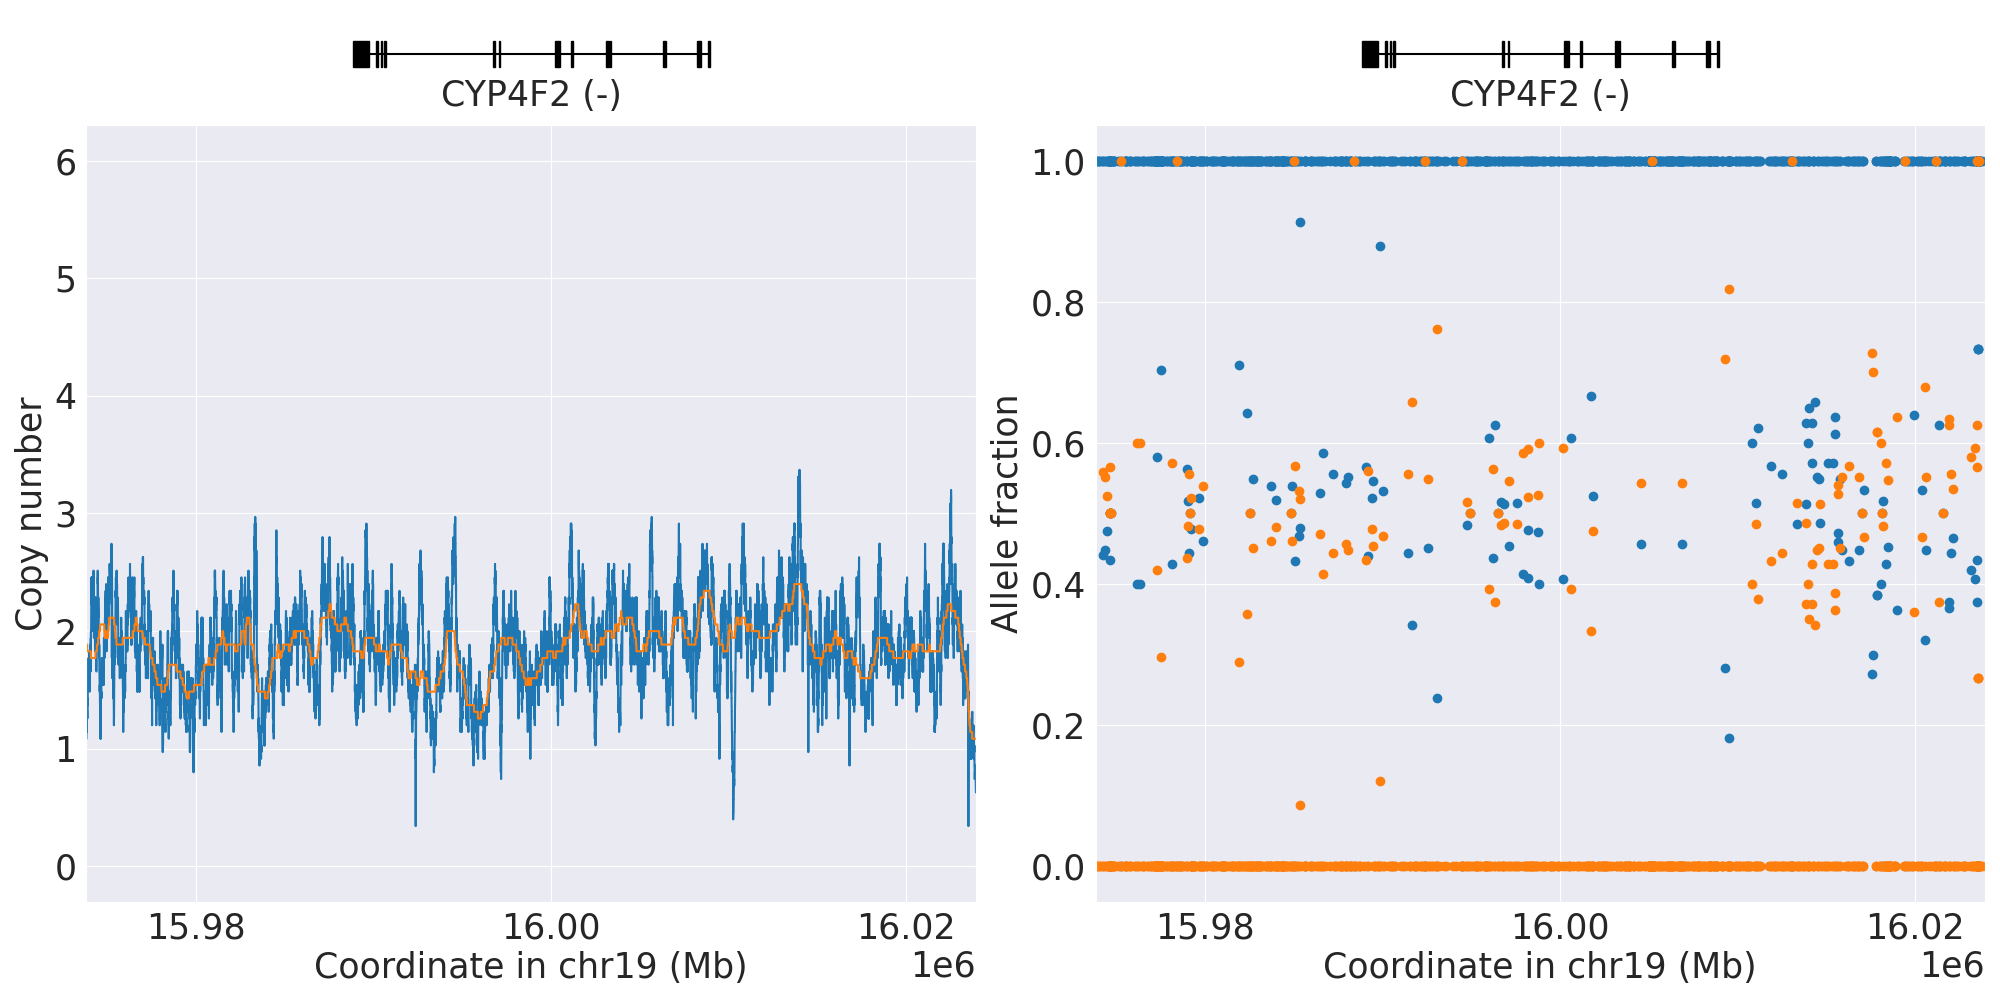 CYP4F2 (-)
Copy number
6
5
4
3
2
1
0
15.98
16.00
16.02
Coordinate in chr19 (Mb)
1e6
CYP4F2 (-)
Allele fraction
1.0
0.8
0.6
0.4
0.2
0.0
15.98
16.00
16.02
Coordinate in chr19 (Mb)
1e6